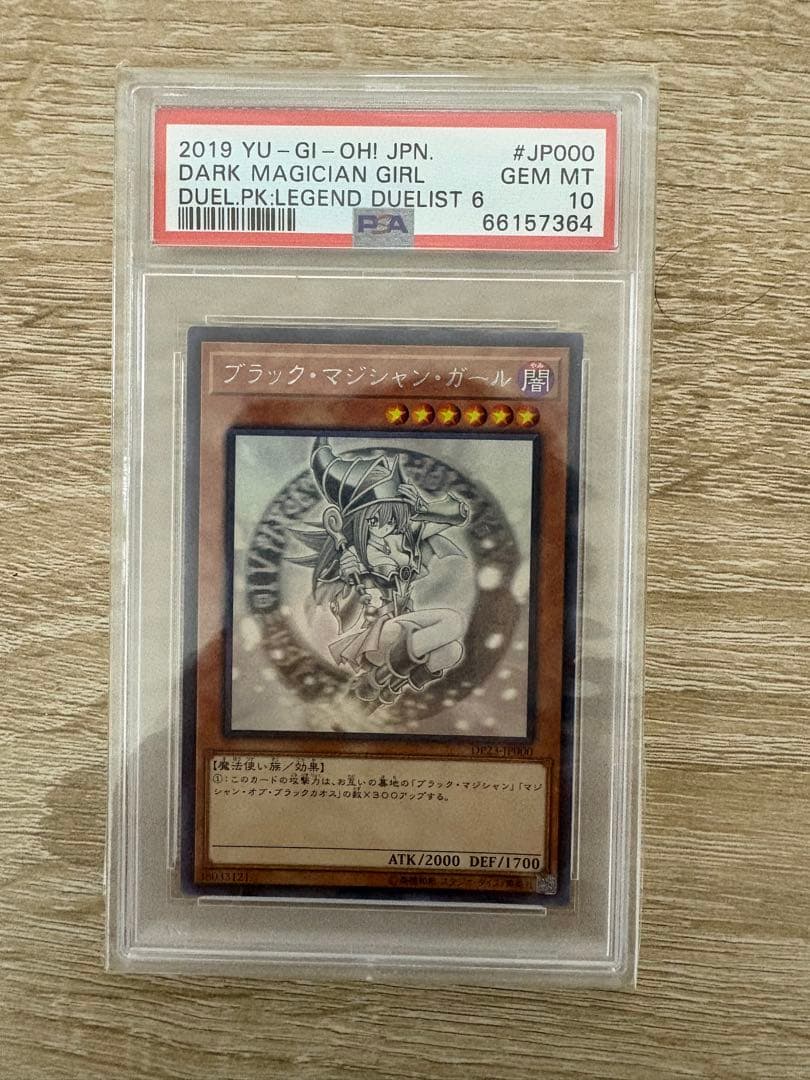 2019 YU-GI-OH! JPN. #JP000
DARK MAGICIAN GIRL GEM MT
DUEL.PK:LEGEND DUELIST 6 10
PSA 66157364
ブラック・マジシャン・ガール 闇
DP23-JP000
【魔法使い族/効果】
①:このカードの攻撃力は、お互いの墓地の「ブラック・マジシャン」「マジ
シャン・オブ・ブラックカオス」の数×300アップする。
ATK/2000 DEF/1700